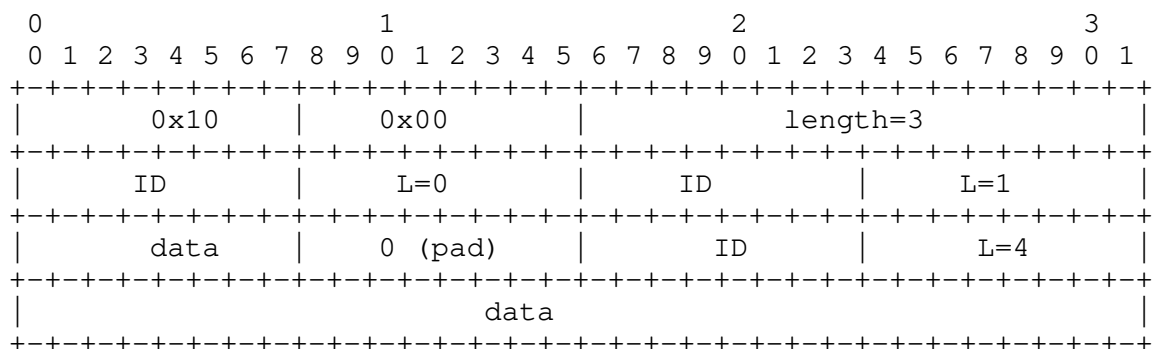 0                   1                   2                   3
 0 1 2 3 4 5 6 7 8 9 0 1 2 3 4 5 6 7 8 9 0 1 2 3 4 5 6 7 8 9 0 1
+-+-+-+-+-+-+-+-+-+-+-+-+-+-+-+-+-+-+-+-+-+-+-+-+-+-+-+-+-+-+-+-+
|       0x10    |    0x00       |           length=3            |
+-+-+-+-+-+-+-+-+-+-+-+-+-+-+-+-+-+-+-+-+-+-+-+-+-+-+-+-+-+-+-+-+
|      ID       |     L=0       |     ID        |     L=1       |
+-+-+-+-+-+-+-+-+-+-+-+-+-+-+-+-+-+-+-+-+-+-+-+-+-+-+-+-+-+-+-+-+
|       data    |    0 (pad)    |       ID      |      L=4      |
+-+-+-+-+-+-+-+-+-+-+-+-+-+-+-+-+-+-+-+-+-+-+-+-+-+-+-+-+-+-+-+-+
|                          data                                 |
+-+-+-+-+-+-+-+-+-+-+-+-+-+-+-+-+-+-+-+-+-+-+-+-+-+-+-+-+-+-+-+-+